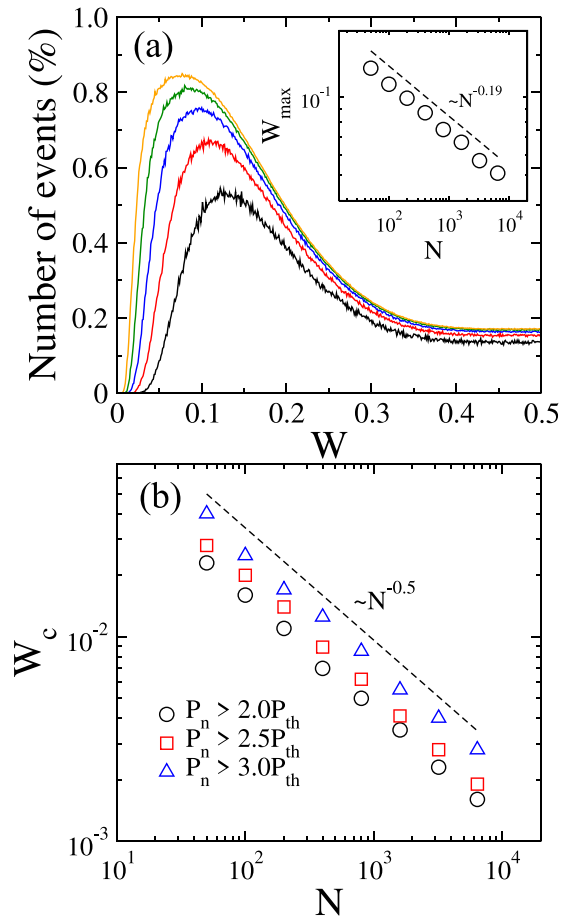 (a)
Number of events (%)
1.0
0.8
0.6
0.4
0.2
0
0
0.1
0.2
0.3
0.4
0.5
W
W_max
10^-1
~N^-0.19
10^2
10^3
10^4
N
(b)
W_c
10^-2
10^-3
~N^-0.5
P_n > 2.0P_th
P_n > 2.5P_th
P_n > 3.0P_th
10^1
10^2
10^3
10^4
N